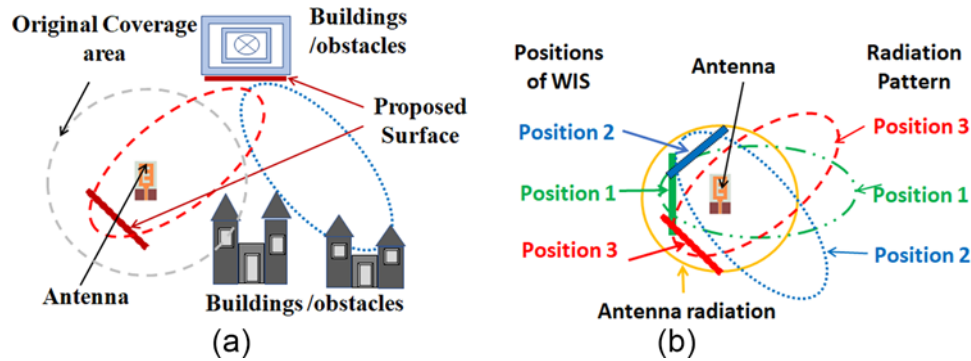 Original Coverage
area
Buildings
/obstacles
Proposed
Surface
Antenna
Buildings /obstacles
(a)
Positions
of WIS
Antenna
Radiation
Pattern
Position 2
Position 3
Position 1
Position 1
Position 3
Position 2
Antenna radiation
(b)